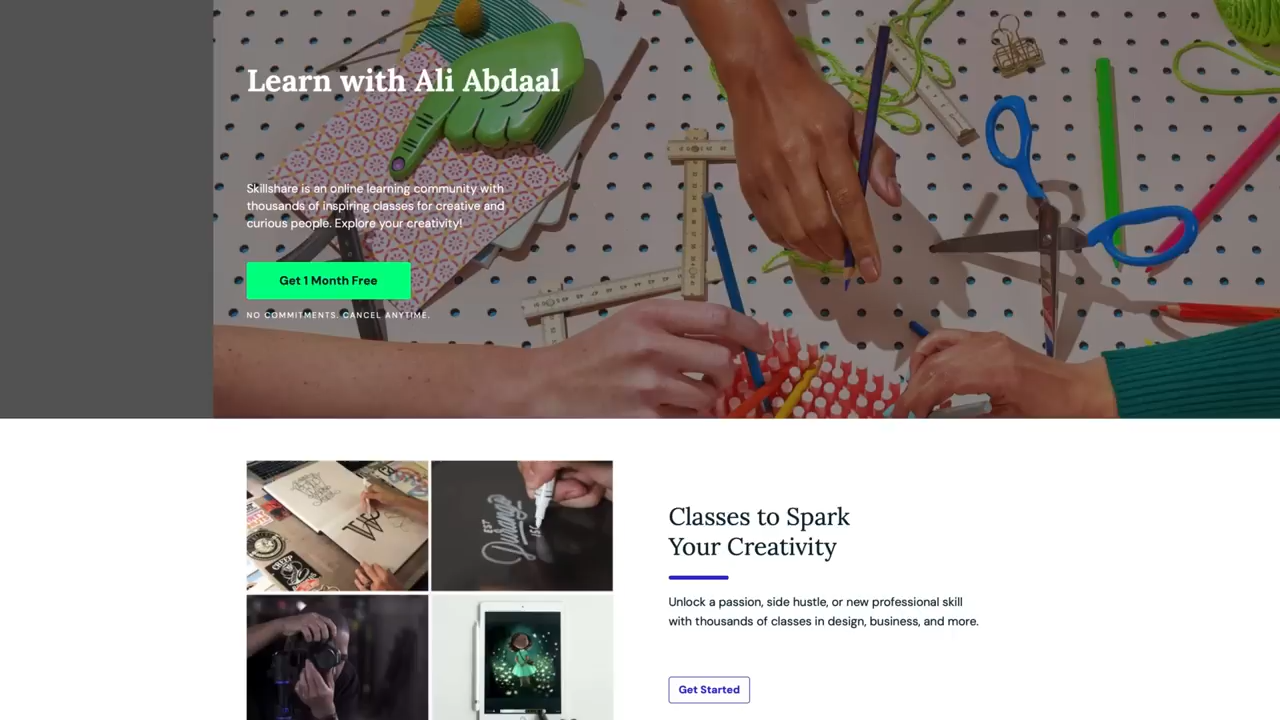 Learn with Ali Abdaal
Skillshare is an online learning community with
thousands of inspiring classes for creative and
curious people. Explore your creativity!
Get 1 Month Free
NO COMMITMENTS. CANCEL ANYTIME.
EST
Durango
Classes to Spark
Your Creativity
Unlock a passion, side hustle, or new professional skill
with thousands of classes in design, business, and more.
Get Started